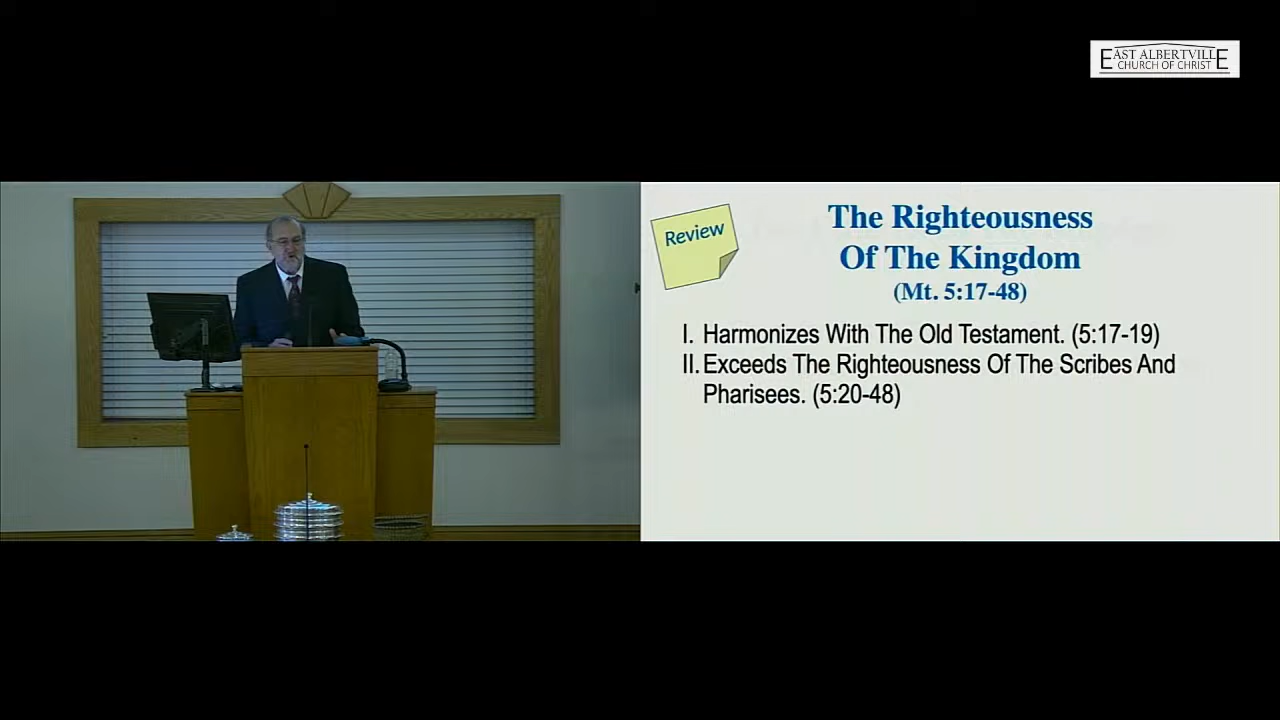 EAST ALBERTVILLE
CHURCH OF CHRIST
Review
The Righteousness
Of The Kingdom
(Mt. 5:17-48)
I. Harmonizes With The Old Testament. (5:17-19)
II. Exceeds The Righteousness Of The Scribes And
Pharisees. (5:20-48)